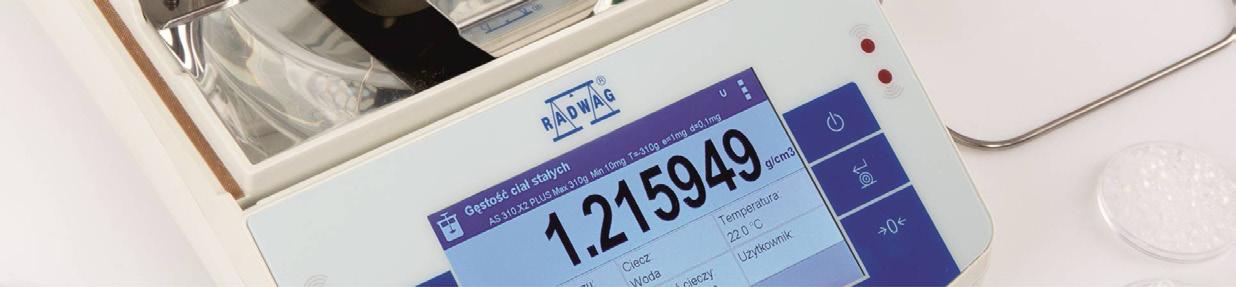 RADWAG®
Gęstość ciał stałych
AS 310.X2 PLUS Max 310g Min 10mg T=-310g e=1mg d=0.1mg
1.215949 g/cm3
Ciecz:
Woda
Temperatura:
22.0 °C
cieczy
Użytkownik:
→0←